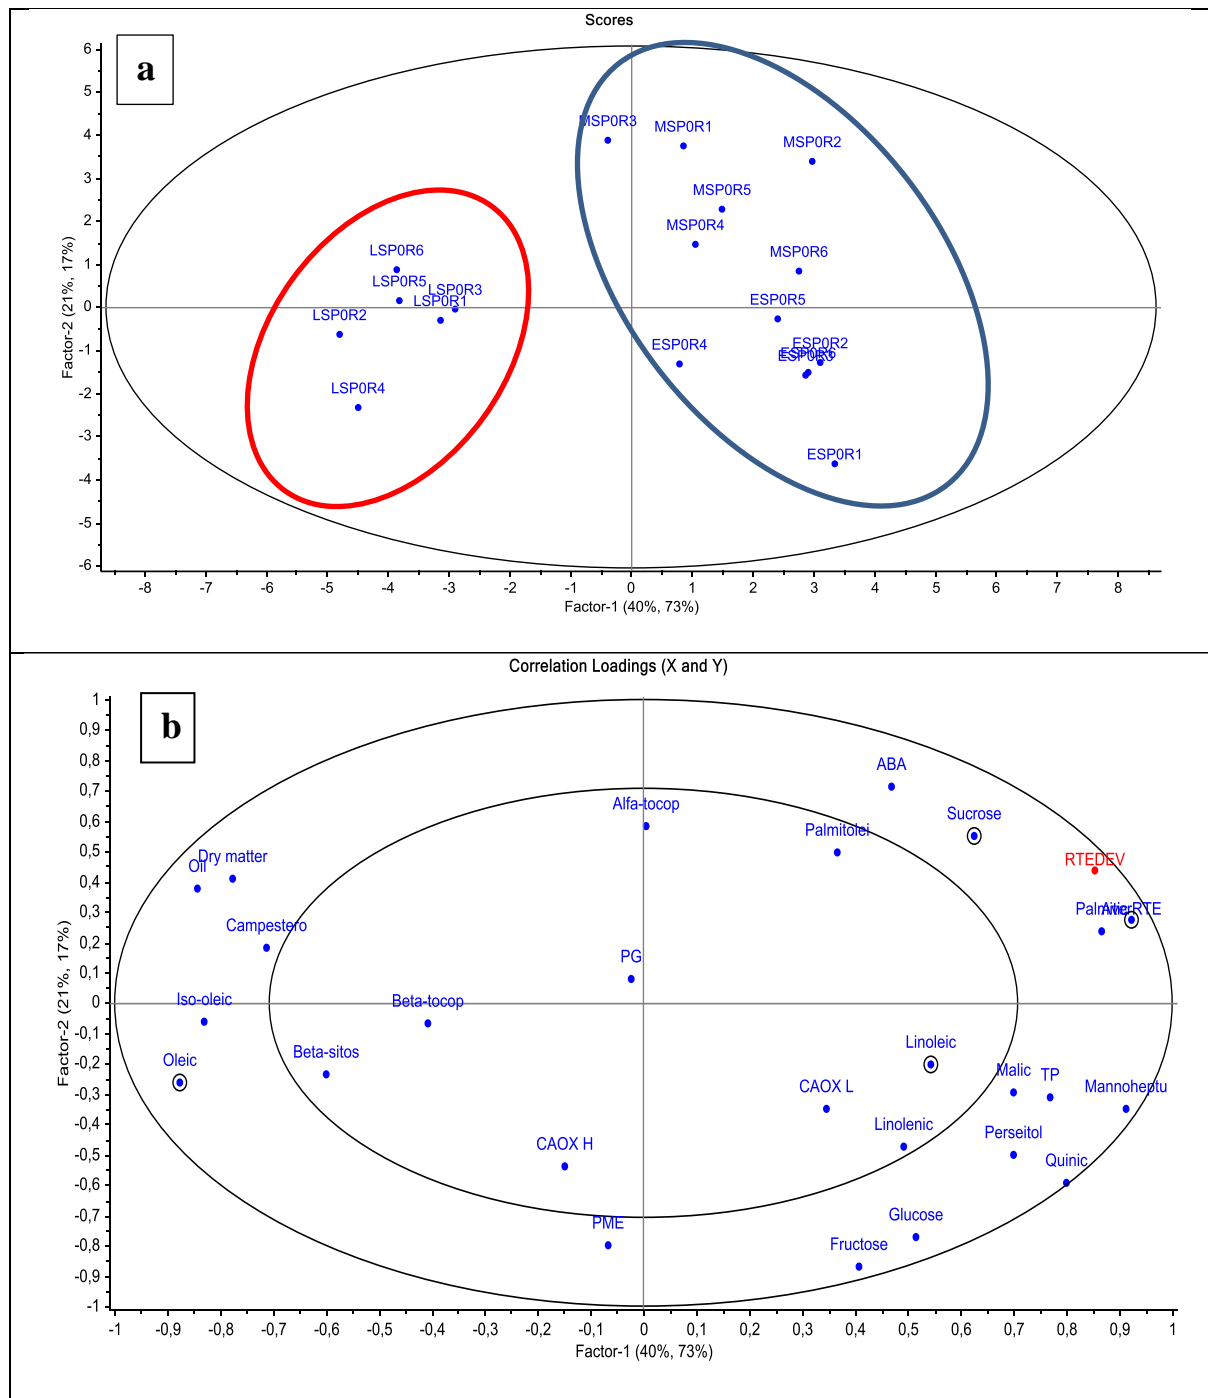 Scores
a
6
5
4
3
2
1
0
-1
-2
-3
-4
-5
-6
Factor-2 (21%, 17%)
MSP0R3
MSP0R1
MSP0R2
MSP0R5
MSP0R4
MSP0R6
LSP0R6
LSP0R5
LSP0R3
LSP0R1
LSP0R2
LSP0R4
ESP0R5
ESP0R4
ESP0R2
ESP0R6
ESP0R3
ESP0R1
-8 -7 -6 -5 -4 -3 -2 -1 0 1 2 3 4 5 6 7 8
Factor-1 (40%, 73%)
Correlation Loadings (X and Y)
b
1
0,9
0,8
0,7
0,6
0,5
0,4
0,3
0,2
0,1
0
-0,1
-0,2
-0,3
-0,4
-0,5
-0,6
-0,7
-0,8
-0,9
-1
Factor-2 (21%, 17%)
ABA
Alfa-tocop
Sucrose
Palmitolei
Dry matter
Oil
RTEDEV
Campestero
RTE
PG
Iso-oleic
Beta-tocop
Beta-sitos
Oleic
Linoleic
Malic
TP
CAOX L
Mannoheptu
Linolenic
Perseitol
CAOX H
Quinic
PME
Glucose
Fructose
-1 -0,9 -0,8 -0,7 -0,6 -0,5 -0,4 -0,3 -0,2 -0,1 0 0,1 0,2 0,3 0,4 0,5 0,6 0,7 0,8 0,9 1
Factor-1 (40%, 73%)